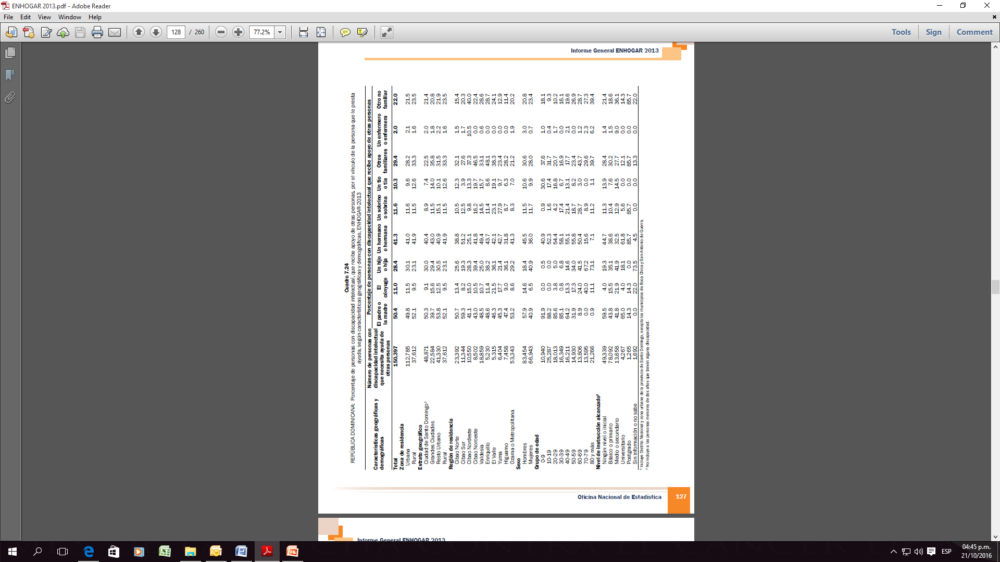 ENHOGAR 2013.pdf - Adobe Reader
File Edit View Window Help
128 / 260 77.2% Tools Sign Comment
Informe General ENHOGAR 2013
Cuadro 7.24
REPÚBLICA DOMINICANA: Porcentaje de personas con discapacidad intelectual, que recibe apoyo de otras personas, por el vínculo de la persona que le presta
ayuda, según características geográficas y demográficas, ENHOGAR-2013
Características geográficas y demográficas
Número de personas con discapacidad intelectual que necesita ayuda de otras personas
Porcentaje de personas con discapacidad intelectual que recibe apoyo de otras personas
El padre o la madre El cónyuge Un hijo o hija Un hermano o hermana Un sobrino o sobrina Un tío o tía Otros familiares Un enfermero o enfermera Otro no familiar
Total 150,397 50.4 11.0 28.4 41.3 11.6 10.3 29.4 2.0 22.0
Zona de residencia
Urbana 112,785 49.8 11.5 30.1 41.0 11.6 9.6 28.2 2.1 21.5
Rural 37,612 52.1 9.5 23.1 41.9 11.5 12.6 33.3 1.6 23.5
Estrato geográfico
Ciudad de Santo Domingo¹ 48,871 50.3 9.1 30.0 40.4 8.9 7.4 22.5 2.0 21.4
Grandes Ciudades 22,584 39.7 15.6 29.4 43.0 11.5 14.0 35.8 1.8 20.8
Resto Urbano 41,330 53.8 12.5 30.5 40.9 15.1 10.1 31.5 2.2 21.9
Rural 37,612 52.1 9.5 23.1 41.9 11.5 12.6 33.3 1.6 23.5
Región de residencia
Cibao Norte 23,392 50.7 13.4 25.6 38.8 10.5 12.3 32.1 1.5 15.4
Cibao Sur 11,344 59.3 8.2 19.3 51.2 12.5 3.9 27.6 1.7 20.3
Cibao Nordeste 10,550 41.1 15.0 28.3 25.1 9.8 13.3 37.3 10.5 40.0
Cibao Noroeste 8,502 43.0 10.5 39.4 41.8 16.2 19.7 46.5 0.0 22.4
Valdesia 18,859 48.5 10.7 25.0 49.4 14.5 15.7 33.1 0.6 28.6
Enriquillo 5,230 48.6 11.4 38.2 43.7 11.4 8.6 48.1 0.0 28.7
El Valle 5,315 46.3 21.5 36.1 42.1 23.1 19.1 38.3 0.0 24.1
Yuma 6,404 45.3 17.7 21.4 42.7 27.9 9.7 23.4 0.0 12.9
Higuamo 7,458 47.4 9.0 36.1 31.8 8.7 6.3 28.2 0.0 11.4
Ozama o Metropolitana 53,343 53.2 8.6 29.2 41.3 8.3 7.0 21.2 1.9 20.2
Sexo
Hombres 83,454 57.9 14.6 18.4 45.5 11.5 10.6 30.6 3.0 20.8
Mujeres 66,943 40.9 6.5 40.9 36.0 11.7 9.9 28.0 0.7 23.4
Grupo de edad
0-9 10,940 91.9 0.0 0.5 40.9 0.9 30.6 37.6 1.0 18.1
10-19 25,287 88.2 0.0 0.0 52.3 1.6 17.4 31.7 0.4 9.3
20-29 18,013 85.6 3.8 5.0 54.4 4.2 16.8 20.7 1.7 10.2
30-39 16,349 85.1 0.8 6.8 58.1 17.4 6.7 16.9 0.0 16.1
40-49 16,211 64.2 13.3 14.6 55.1 21.4 13.1 17.7 2.1 19.6
50-59 14,930 31.9 17.3 34.0 55.8 18.7 8.2 23.4 0.0 26.9
60-69 13,806 8.9 24.0 41.5 50.4 28.7 3.0 43.7 1.2 28.7
70-79 13,595 0.0 40.0 67.2 15.6 8.9 0.0 29.6 2.3 27.3
80 y más 21,266 0.9 11.1 73.1 7.1 11.2 1.1 39.7 6.2 39.4
Nivel de instrucción alcanzado²
Ningún nivel o inicial 49,339 59.5 4.0 19.3 44.7 11.3 13.9 28.4 1.4 21.4
Básico o primario 78,092 43.8 15.5 35.1 38.6 10.4 7.6 30.2 1.5 18.6
Medio o secundario 13,658 41.8 21.9 41.9 32.5 12.9 14.5 27.7 9.0 36.1
Universitario 4,267 65.0 4.0 18.1 61.8 5.6 0.0 12.1 0.0 14.3
Postgrado 1,265 14.3 14.3 0.0 85.7 85.7 0.0 85.7 0.0 85.7
Sin información o no sabe 1,692 0.0 22.0 73.5 4.5 0.0 0.0 13.3 0.0 22.0
¹ Incluye Distrito Nacional y zona urbana de la provincia de Santo Domingo, excepto los municipios de Boca Chica y San Antonio de Guerra.
² No incluye a las personas menores de dos años que tienen alguna discapacidad.
Oficina Nacional de Estadística 127
Informe General ENHOGAR 2013
ESP
04:45 p.m.
21/10/2016